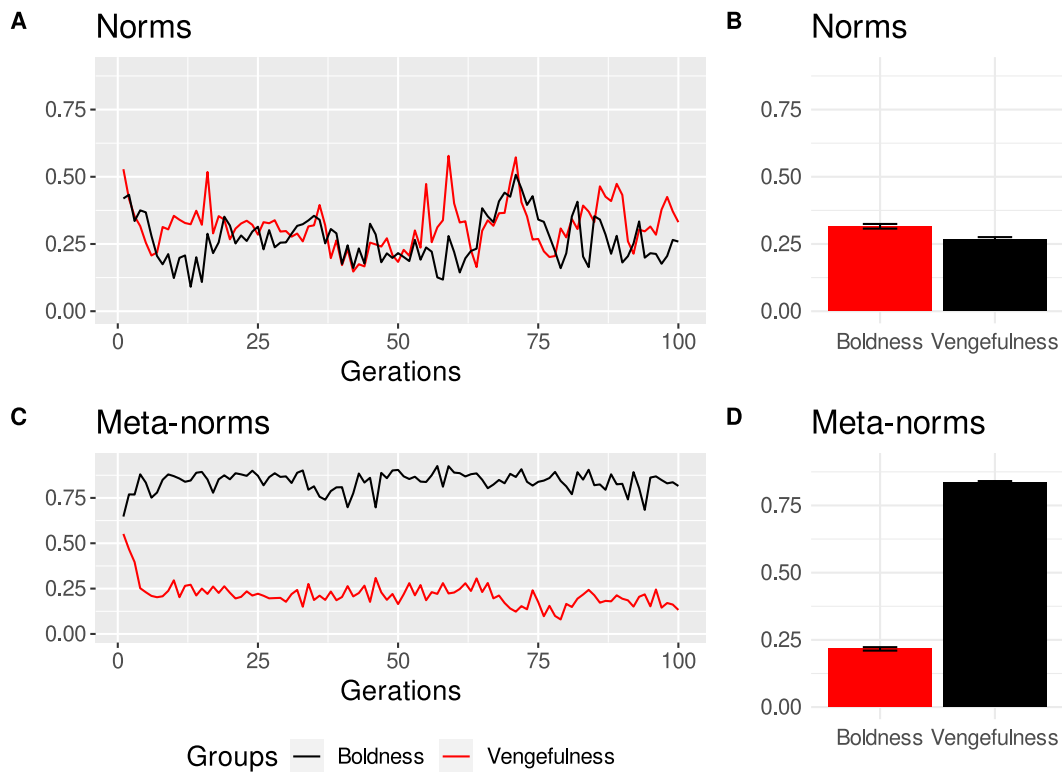 A
Norms
0.75
0.50
0.25
0.00
0
25
50
75
100
Gerations
B
Norms
0.75
0.50
0.25
0.00
Boldness
Vengefulness
C
Meta-norms
0.75
0.50
0.25
0.00
0
25
50
75
100
Gerations
D
Meta-norms
0.75
0.50
0.25
0.00
Boldness
Vengefulness
Groups
Boldness
Vengefulness